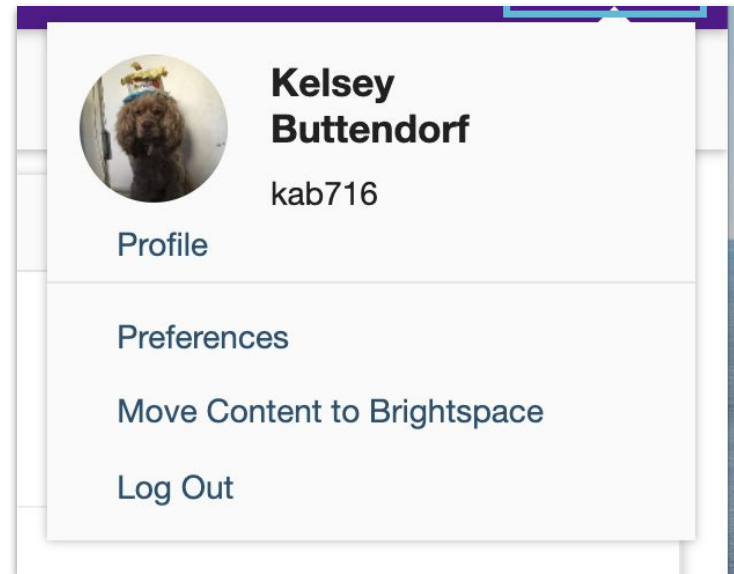 Kelsey
Buttendorf
kab716
Profile
Preferences
Move Content to Brightspace
Log Out